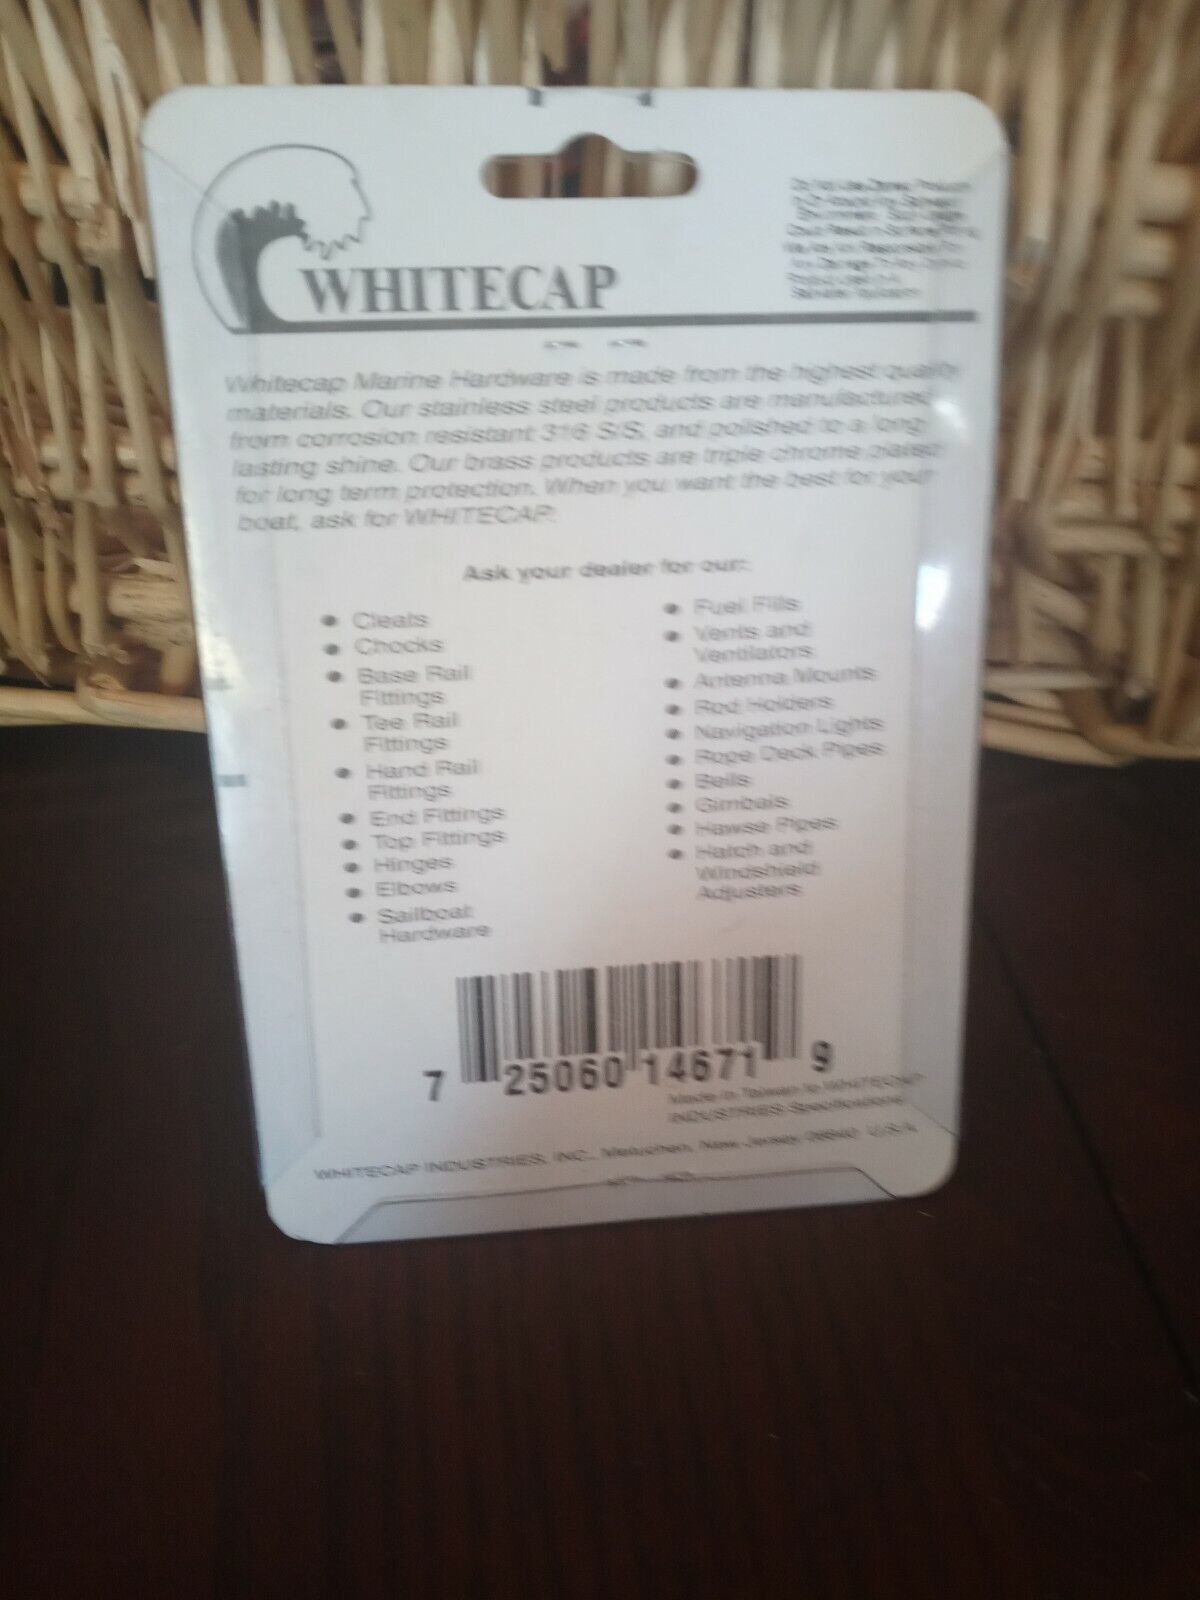 WHITECAP
Do Not Use
Whitecap Marine Hardware is made from the highest quality
materials. Our stainless steel products are manufactured
from corrosion resistant 316 S/S, and polished to a long
lasting shine. Our brass products are triple chrome plated
for long term protection. When you want the best for your
boat, ask for WHITECAP.
Ask your dealer for our:
• Cleats
• Chocks
• Base Rail
Fittings
• Tee Rail
Fittings
• Hand Rail
Fittings
• End Fittings
• Top Fittings
• Hinges
• Elbows
• Sailboat
Hardware
• Fuel Fills
• Vents and
Ventilators
• Antenna Mounts
• Rod Holders
• Navigation Lights
• Rope Deck Pipes
• Bells
• Gimbals
• Hawse Pipes
• Hatch and
Windshield
Adjusters
7 25060 14671 9
Made in Taiwan to WHITECAP
INDUSTRIES Specifications
WHITECAP INDUSTRIES, INC., Metuchen, New Jersey 08840 U.S.A.